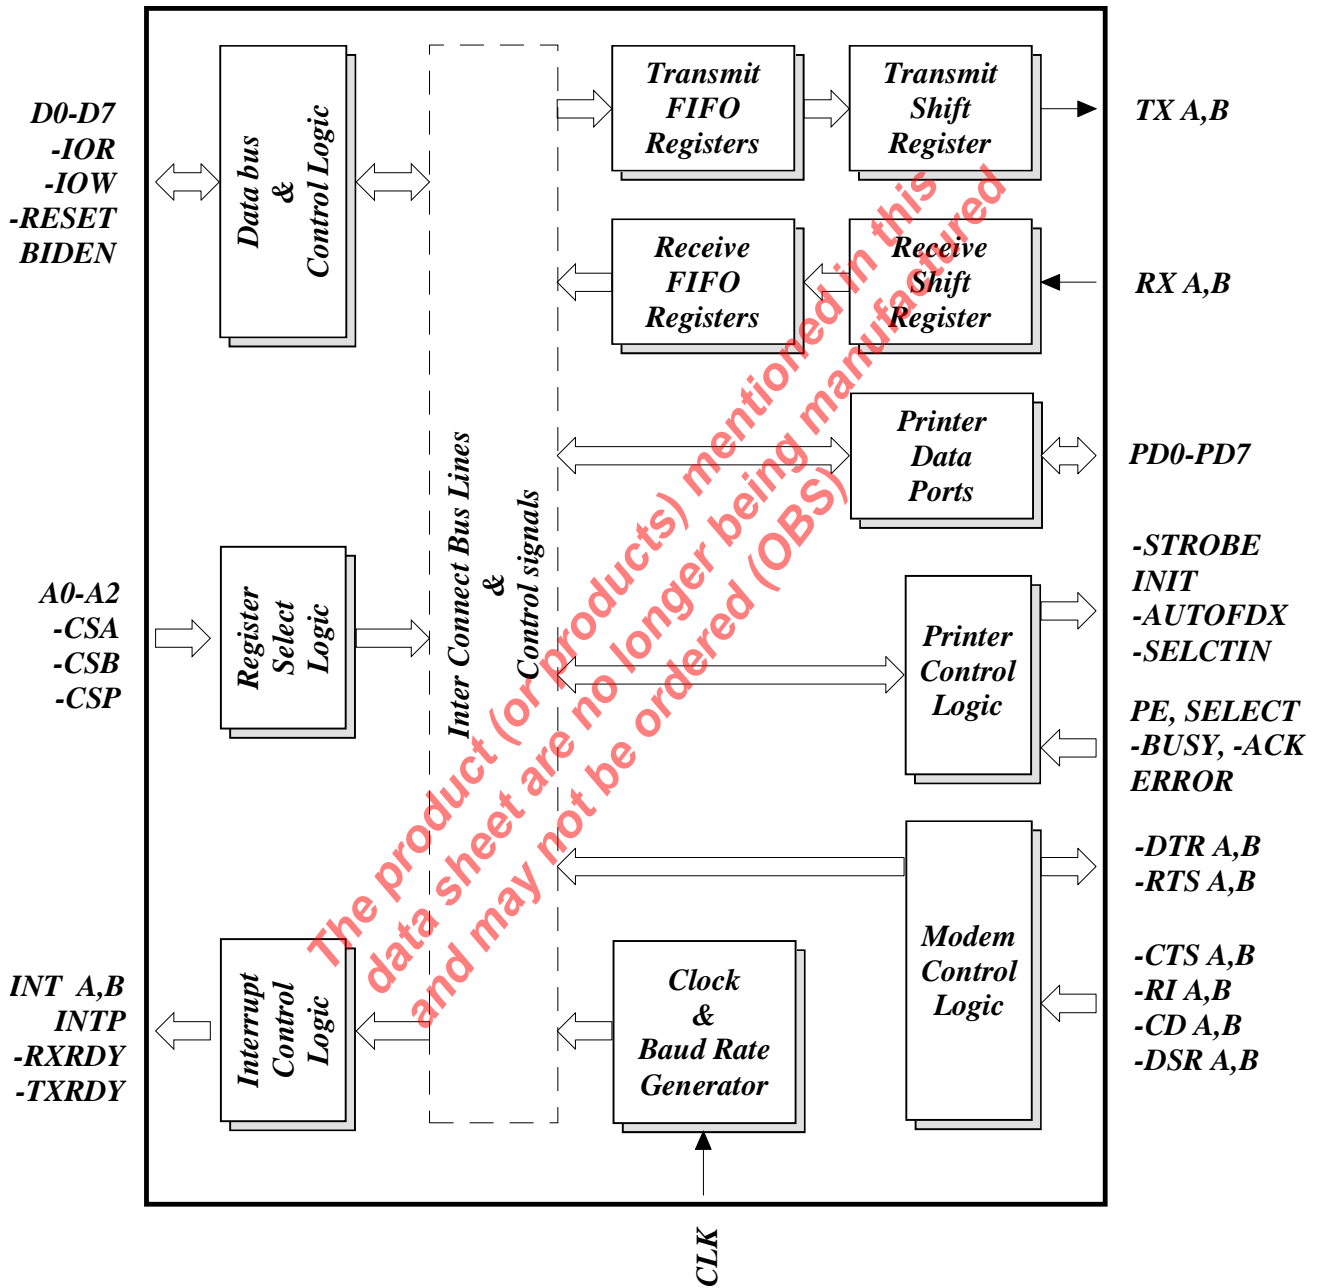 D0-D7
-IOR
-IOW
-RESET
BIDEN
Data bus
&
Control Logic
A0-A2
-CSA
-CSB
-CSP
Register
Select
Logic
INT A,B
INTP
-RXRDY
-TXRDY
Interrupt
Control
Logic
Inter Connect Bus Lines
&
Control signals
Transmit
FIFO
Registers
Transmit
Shift
Register
TX A,B
Receive
FIFO
Registers
Receive
Shift
Register
RX A,B
Printer
Data
Ports
PD0-PD7
Printer
Control
Logic
-STROBE
INIT
-AUTOFDX
-SELCTIN
PE, SELECT
-BUSY, -ACK
ERROR
Modem
Control
Logic
-DTR A,B
-RTS A,B
-CTS A,B
-RI A,B
-CD A,B
-DSR A,B
Clock
&
Baud Rate
Generator
CLK
The product (or products) mentioned in this
data sheet are no longer being manufactured
and may not be ordered (OBS)